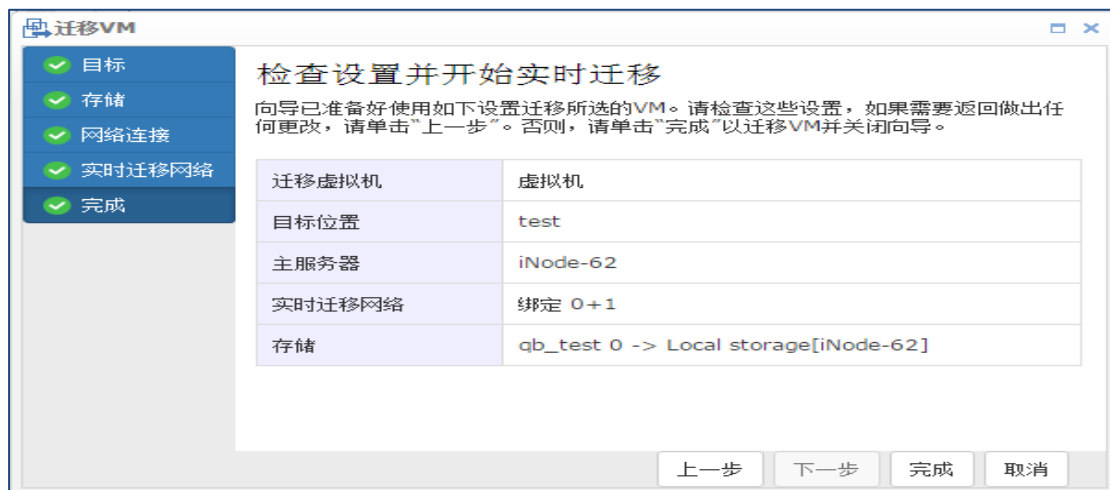 迁移VM
目标
存储
网络连接
实时迁移网络
完成
检查设置并开始实时迁移
向导已准备好使用如下设置迁移所选的VM。请检查这些设置，如果需要返回做出任
何更改，请单击“上一步”。否则，请单击“完成”以迁移VM并关闭向导。
迁移虚拟机 虚拟机
目标位置 test
主服务器 iNode-62
实时迁移网络 绑定 0+1
存储 qb_test 0 -> Local storage[iNode-62]
上一步 下一步 完成 取消